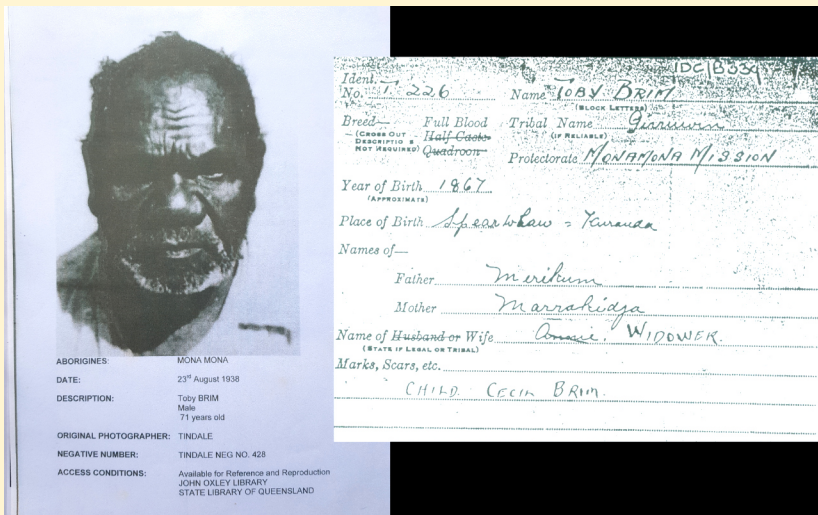 ABORIGINES: MONA MONA
DATE: 23rd August 1938
DESCRIPTION: Toby BRIM
Male
71 years old
ORIGINAL PHOTOGRAPHER: TINDALE
NEGATIVE NUMBER: TINDALE NEG NO. 428
ACCESS CONDITIONS: Available for Reference and Reproduction
JOHN OXLEY LIBRARY
STATE LIBRARY OF QUEENSLAND
Ident. No. T. 226 Name TOBY BRIM
(BLOCK LETTERS)
Breed— Full Blood Tribal Name
— (CROSS OUT Half Caste (IF RELIABLE)
DESCRIPTIONS
NOT REQUIRED) Quadroon Protectorate MONAMONA MISSION
Year of Birth 1867
(APPROXIMATE)
Place of Birth Kuranda
Names of—
Father Merikum
Mother Marrakidja
Name of Husband or Wife Annie. WIDOWER.
(STATE IF LEGAL OR TRIBAL)
Marks, Scars, etc.
CHILD CECIL BRIM.